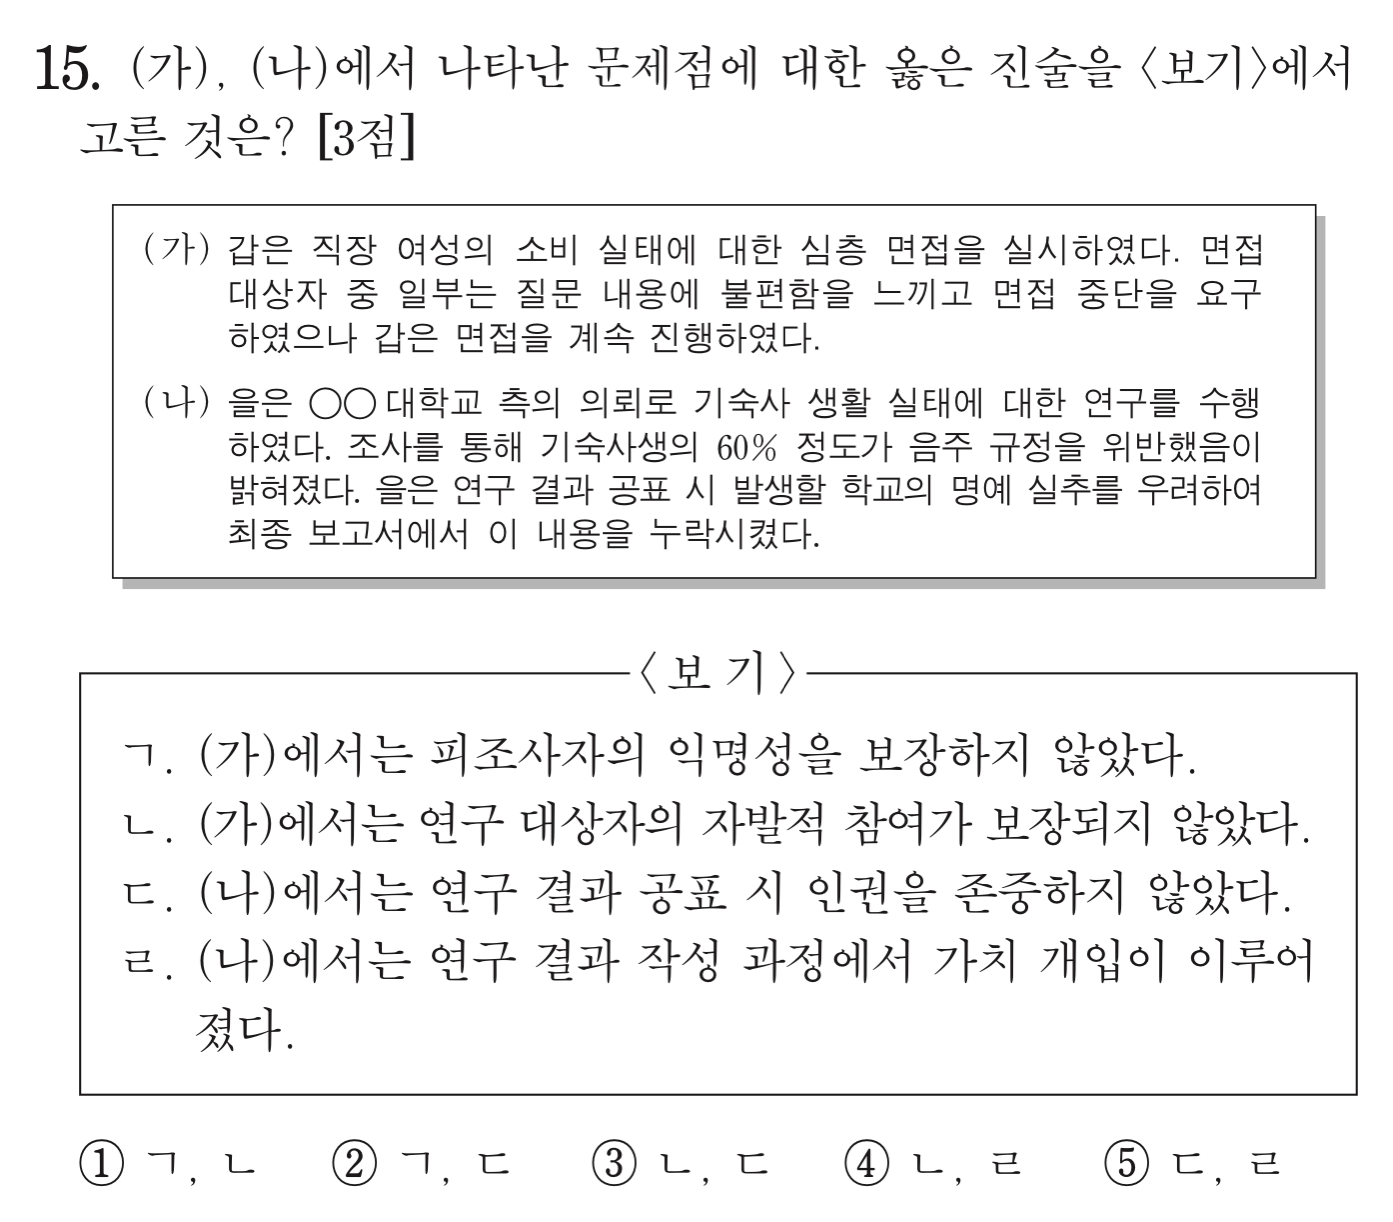 15. (가), (나)에서 나타난 문제점에 대한 옳은 진술을 〈보기〉에서
고른 것은? [3점]
(가) 갑은 직장 여성의 소비 실태에 대한 심층 면접을 실시하였다. 면접
대상자 중 일부는 질문 내용에 불편함을 느끼고 면접 중단을 요구
하였으나 갑은 면접을 계속 진행하였다.
(나) 을은 ○○대학교 측의 의뢰로 기숙사 생활 실태에 대한 연구를 수행
하였다. 조사를 통해 기숙사생의 60% 정도가 음주 규정을 위반했음이
밝혀졌다. 을은 연구 결과 공표 시 발생할 학교의 명예 실추를 우려하여
최종 보고서에서 이 내용을 누락시켰다.
〈보기〉
ㄱ. (가)에서는 피조사자의 익명성을 보장하지 않았다.
ㄴ. (가)에서는 연구 대상자의 자발적 참여가 보장되지 않았다.
ㄷ. (나)에서는 연구 결과 공표 시 인권을 존중하지 않았다.
ㄹ. (나)에서는 연구 결과 작성 과정에서 가치 개입이 이루어
졌다.
① ㄱ, ㄴ ② ㄱ, ㄷ ③ ㄴ, ㄷ ④ ㄴ, ㄹ ⑤ ㄷ, ㄹ